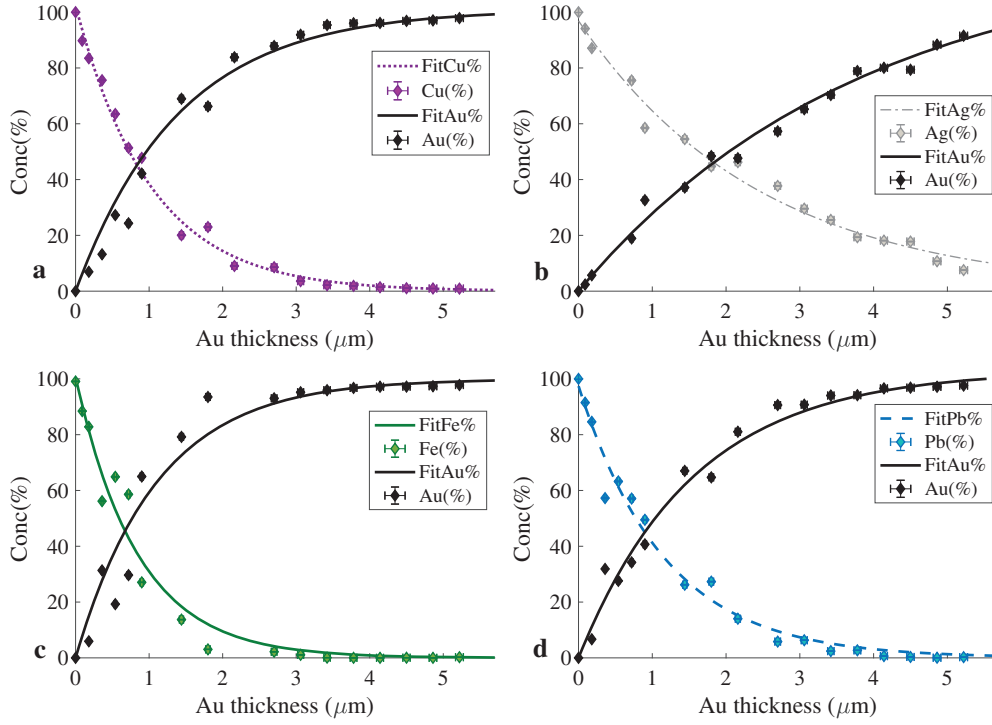 100
80
60
40
20
0
Conc(%)
FitCu%
Cu(%)
FitAu%
Au(%)
a
0 1 2 3 4 5
Au thickness (μm)
100
80
60
40
20
0
Conc(%)
FitAg%
Ag(%)
FitAu%
Au(%)
b
0 1 2 3 4 5
Au thickness (μm)
100
80
60
40
20
0
Conc(%)
FitFe%
Fe(%)
FitAu%
Au(%)
c
0 1 2 3 4 5
Au thickness (μm)
100
80
60
40
20
0
Conc(%)
FitPb%
Pb(%)
FitAu%
Au(%)
d
0 1 2 3 4 5
Au thickness (μm)